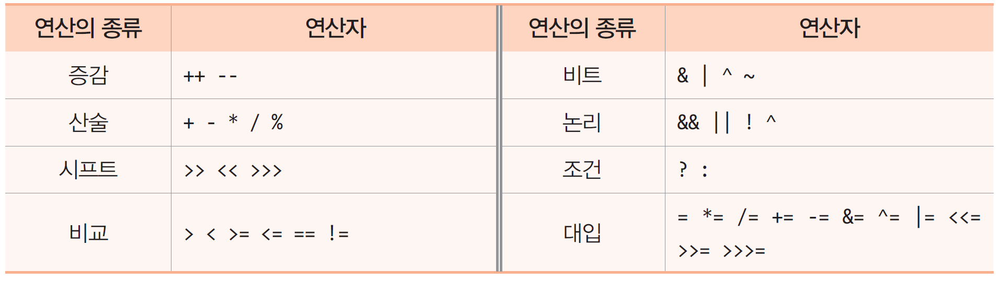 연산의 종류 연산자 연산의 종류 연산자
증감 ++ -- 비트 & | ^ ~
산술 + - * / % 논리 && || ! ^
시프트 >> << >>> 조건 ? :
비교 > < >= <= == != 대입 = *= /= += -= &= ^= |= <<=
>>= >>>=